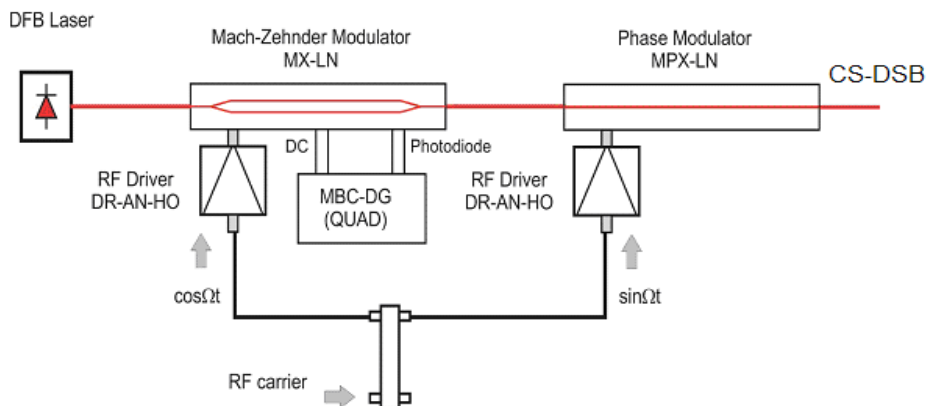 DFB Laser
Mach-Zehnder Modulator
MX-LN
Phase Modulator
MPX-LN
CS-DSB
DC
Photodiode
RF Driver
DR-AN-HO
MBC-DG
(QUAD)
RF Driver
DR-AN-HO
cosΩt
sinΩt
RF carrier